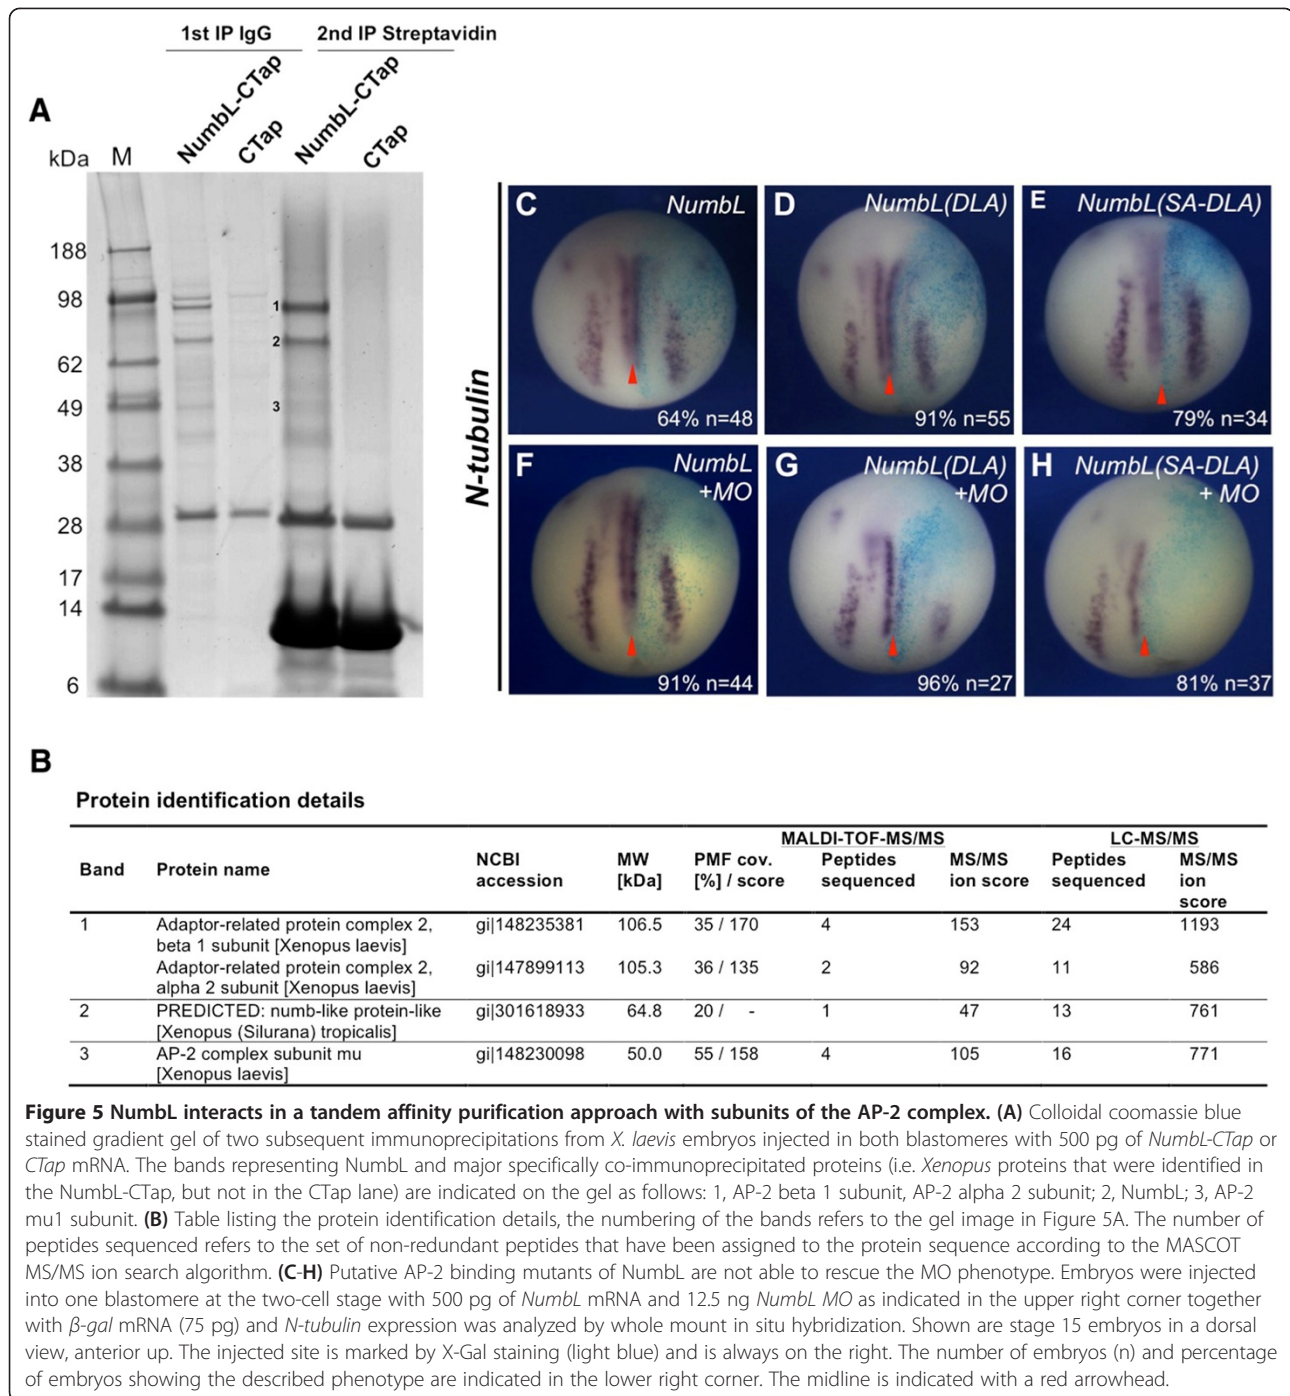 1st IP IgG
2nd IP Streptavidin
A
kDa
M
NumbL-CTap
CTap
NumbL-CTap
CTap
188
98
62
49
38
28
17
14
6
1
2
3
N-tubulin
C
NumbL
64% n=48
D
NumbL(DLA)
91% n=55
E
NumbL(SA-DLA)
79% n=34
F
NumbL
+MO
91% n=44
G
NumbL(DLA)
+MO
96% n=27
H
NumbL(SA-DLA)
+ MO
81% n=37
B
Protein identification details
MALDI-TOF-MS/MS LC-MS/MS
Band Protein name NCBI accession MW [kDa] PMF cov. [%] / score Peptides sequenced MS/MS ion score Peptides sequenced MS/MS ion score
1 Adaptor-related protein complex 2, gi|148235381 106.5 35 / 170 4 153 24 1193
beta 1 subunit [Xenopus laevis]
Adaptor-related protein complex 2, gi|147899113 105.3 36 / 135 2 92 11 586
alpha 2 subunit [Xenopus laevis]
2 PREDICTED: numb-like protein-like gi|301618933 64.8 20 / - 1 47 13 761
[Xenopus (Silurana) tropicalis]
3 AP-2 complex subunit mu gi|148230098 50.0 55 / 158 4 105 16 771
[Xenopus laevis]
Figure 5 NumbL interacts in a tandem affinity purification approach with subunits of the AP-2 complex. (A) Colloidal coomassie blue
stained gradient gel of two subsequent immunoprecipitations from X. laevis embryos injected in both blastomeres with 500 pg of NumbL-CTap or
CTap mRNA. The bands representing NumbL and major specifically co-immunoprecipitated proteins (i.e. Xenopus proteins that were identified in
the NumbL-CTap, but not in the CTap lane) are indicated on the gel as follows: 1, AP-2 beta 1 subunit, AP-2 alpha 2 subunit; 2, NumbL; 3, AP-2
mu1 subunit. (B) Table listing the protein identification details, the numbering of the bands refers to the gel image in Figure 5A. The number of
peptides sequenced refers to the set of non-redundant peptides that have been assigned to the protein sequence according to the MASCOT
MS/MS ion search algorithm. (C-H) Putative AP-2 binding mutants of NumbL are not able to rescue the MO phenotype. Embryos were injected
into one blastomere at the two-cell stage with 500 pg of NumbL mRNA and 12.5 ng NumbL MO as indicated in the upper right corner together
with β-gal mRNA (75 pg) and N-tubulin expression was analyzed by whole mount in situ hybridization. Shown are stage 15 embryos in a dorsal
view, anterior up. The injected site is marked by X-Gal staining (light blue) and is always on the right. The number of embryos (n) and percentage
of embryos showing the described phenotype are indicated in the lower right corner. The midline is indicated with a red arrowhead.